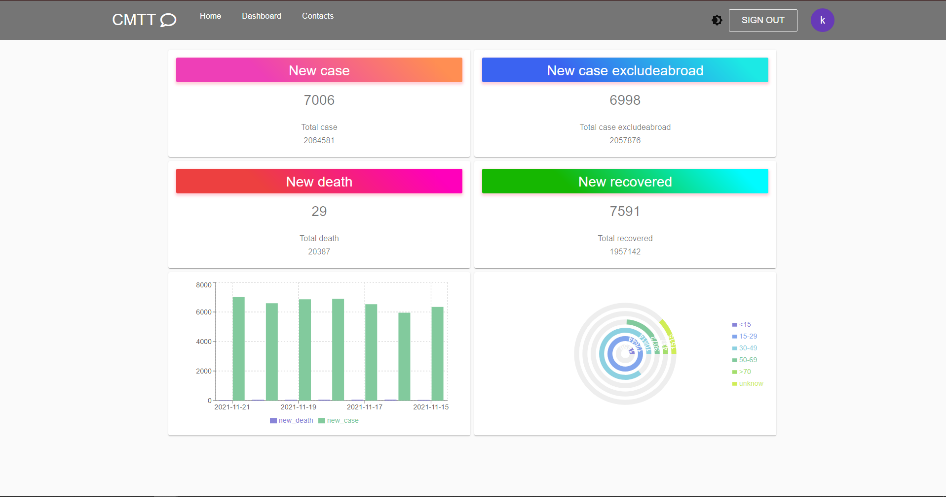 CMTT
Home
Dashboard
Contacts
SIGN OUT
k
New case
7006
Total case
2064581
New case excludeabroad
6998
Total case excludeabroad
2057876
New death
29
Total death
20387
New recovered
7591
Total recovered
1957142
8000
6000
4000
2000
0
2021-11-21
2021-11-19
2021-11-17
2021-11-15
new_death
new_case
<15
15-29
30-49
50-69
>70
unknow